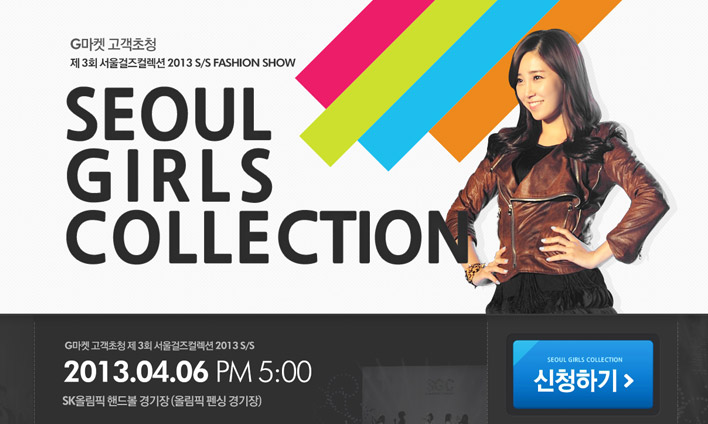 G마켓 고객초청
제 3회 서울걸즈컬렉션 2013 S/S FASHION SHOW
SEOUL
GIRLS
COLLECTION
G마켓 고객초청 제 3회 서울걸즈컬렉션 2013 S/S
2013.04.06 PM 5:00
SK올림픽 핸드볼 경기장 (올림픽 펜싱 경기장)
SEOUL GIRLS COLLECTION
신청하기 >